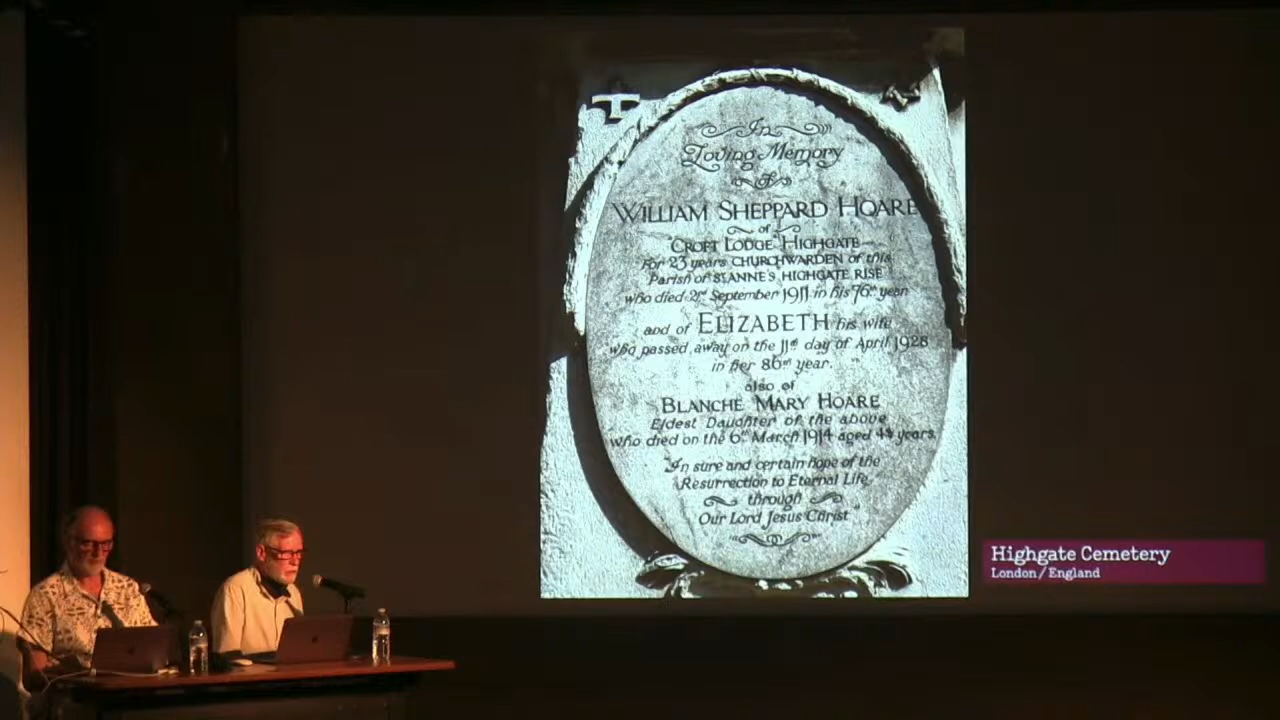 In
Loving Memory
of
WILLIAM SHEPPARD HOARE
of
"CROFT LODGE" HIGHGATE
For 23 years CHURCHWARDEN of this
Parish of ST. ANNE'S, HIGHGATE RISE
who died 21st September 1911 in his 76th year
and of ELIZABETH his wife
who passed away on the 11th day of April 1928
in her 86th year.
also of
BLANCHE MARY HOARE
Eldest Daughter of the above
who died on the 6th March 1914 aged 44 years.
"In sure and certain hope of the
Resurrection to Eternal Life
through
Our Lord Jesus Christ"
Highgate Cemetery
London/England